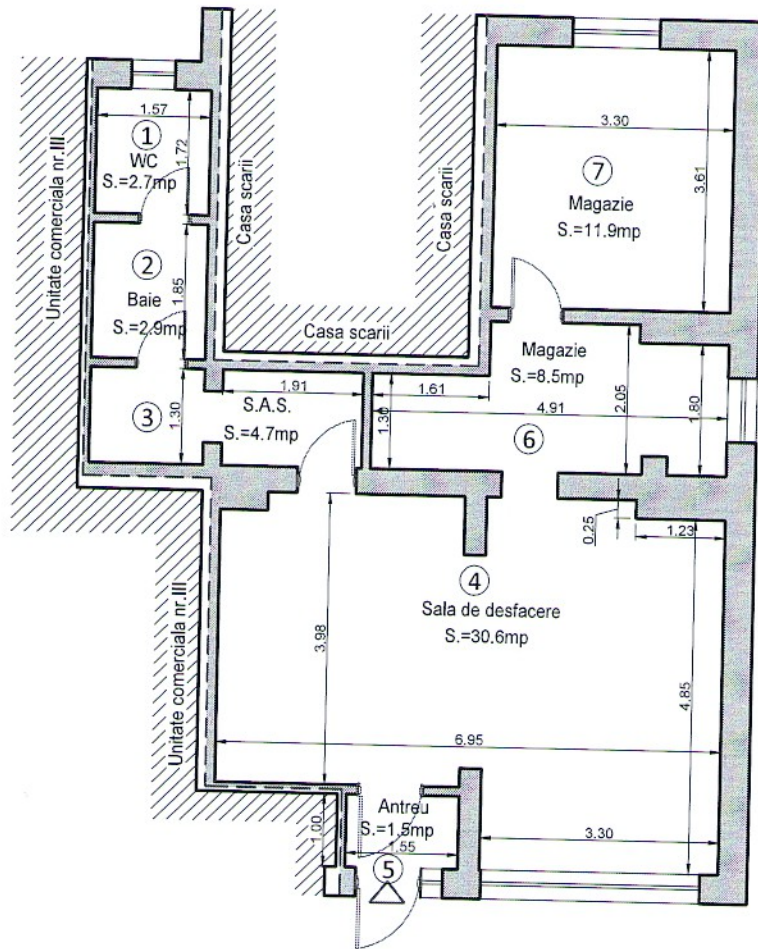 1.57
1
WC
S.=2.7mp
1.72
Unitate comerciala nr.III
2
Baie
S.=2.9mp
1.85
3
1.30
Casa scarii
Casa scarii
Casa scarii
3.30
7
Magazie
S.=11.9mp
3.61
1.91
S.A.S.
S.=4.7mp
Magazie
S.=8.5mp
1.61
4.91
1.30
2.05
1.80
6
0.25
1.23
4
Sala de desfacere
S.=30.6mp
3.98
4.85
6.95
Unitate comerciala nr.III
Antreu
S.=1.5mp
1.55
1.00
5
3.30